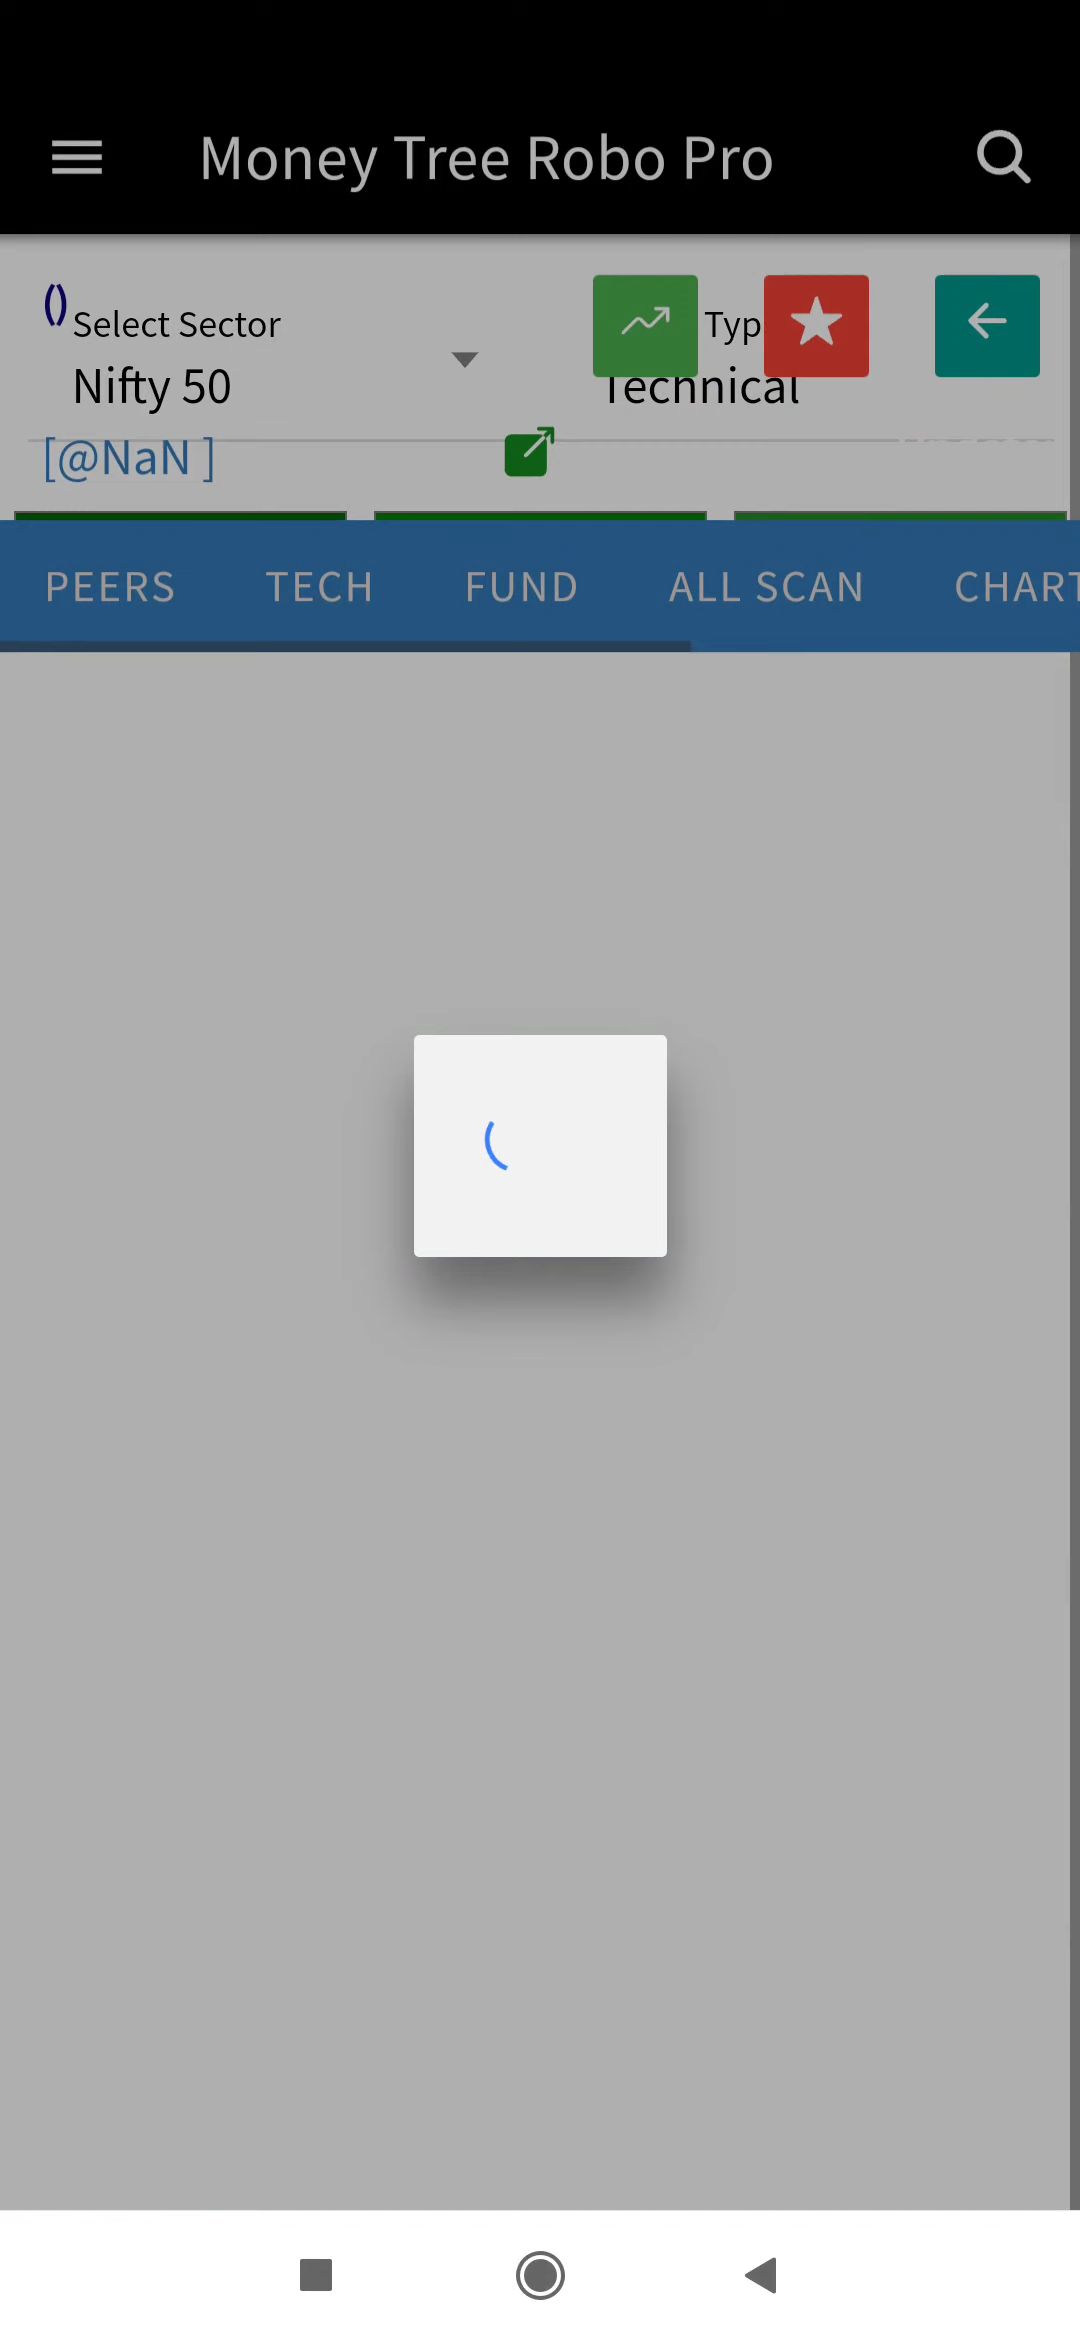 Money Tree Robo Pro
()
Select Sector
Typ
Nifty 50
Technical
[@NaN ]
PEERS
TECH
FUND
ALL SCAN
CHART